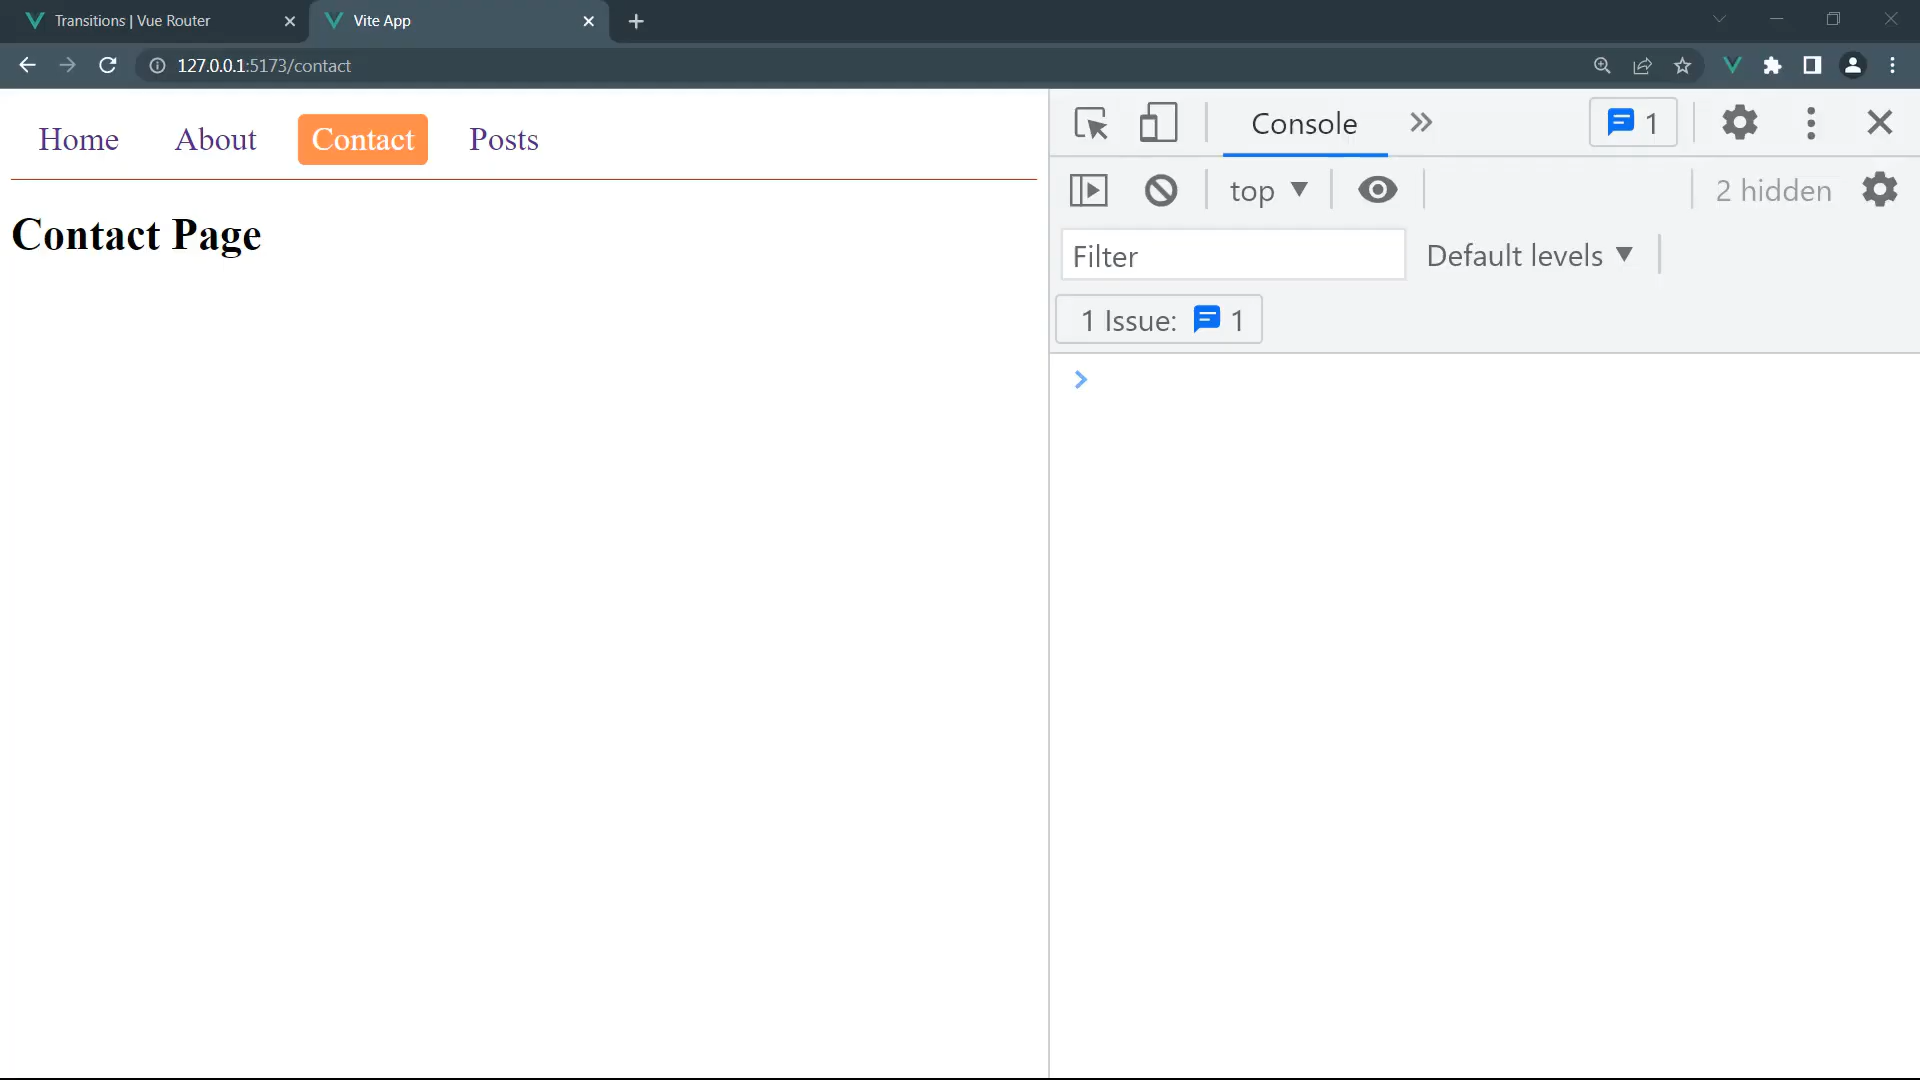 Transitions | Vue Router
Vite App
127.0.0.1:5173/contact
Home About Contact Posts
Contact Page
Console
1
top
2 hidden
Filter
Default levels
1 Issue: 1